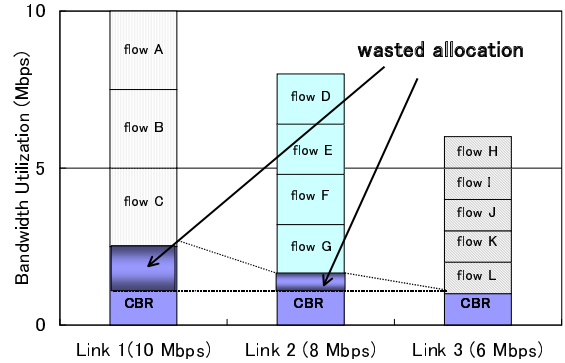 10
wasted allocation
flow A
flow D
flow B
flow E
flow H
5
flow I
flow C
flow F
flow J
flow G
flow K
flow L
CBR
CBR
CBR
0
Bandwidth Utilization (Mbps)
Link 1(10 Mbps)
Link 2 (8 Mbps)
Link 3 (6 Mbps)